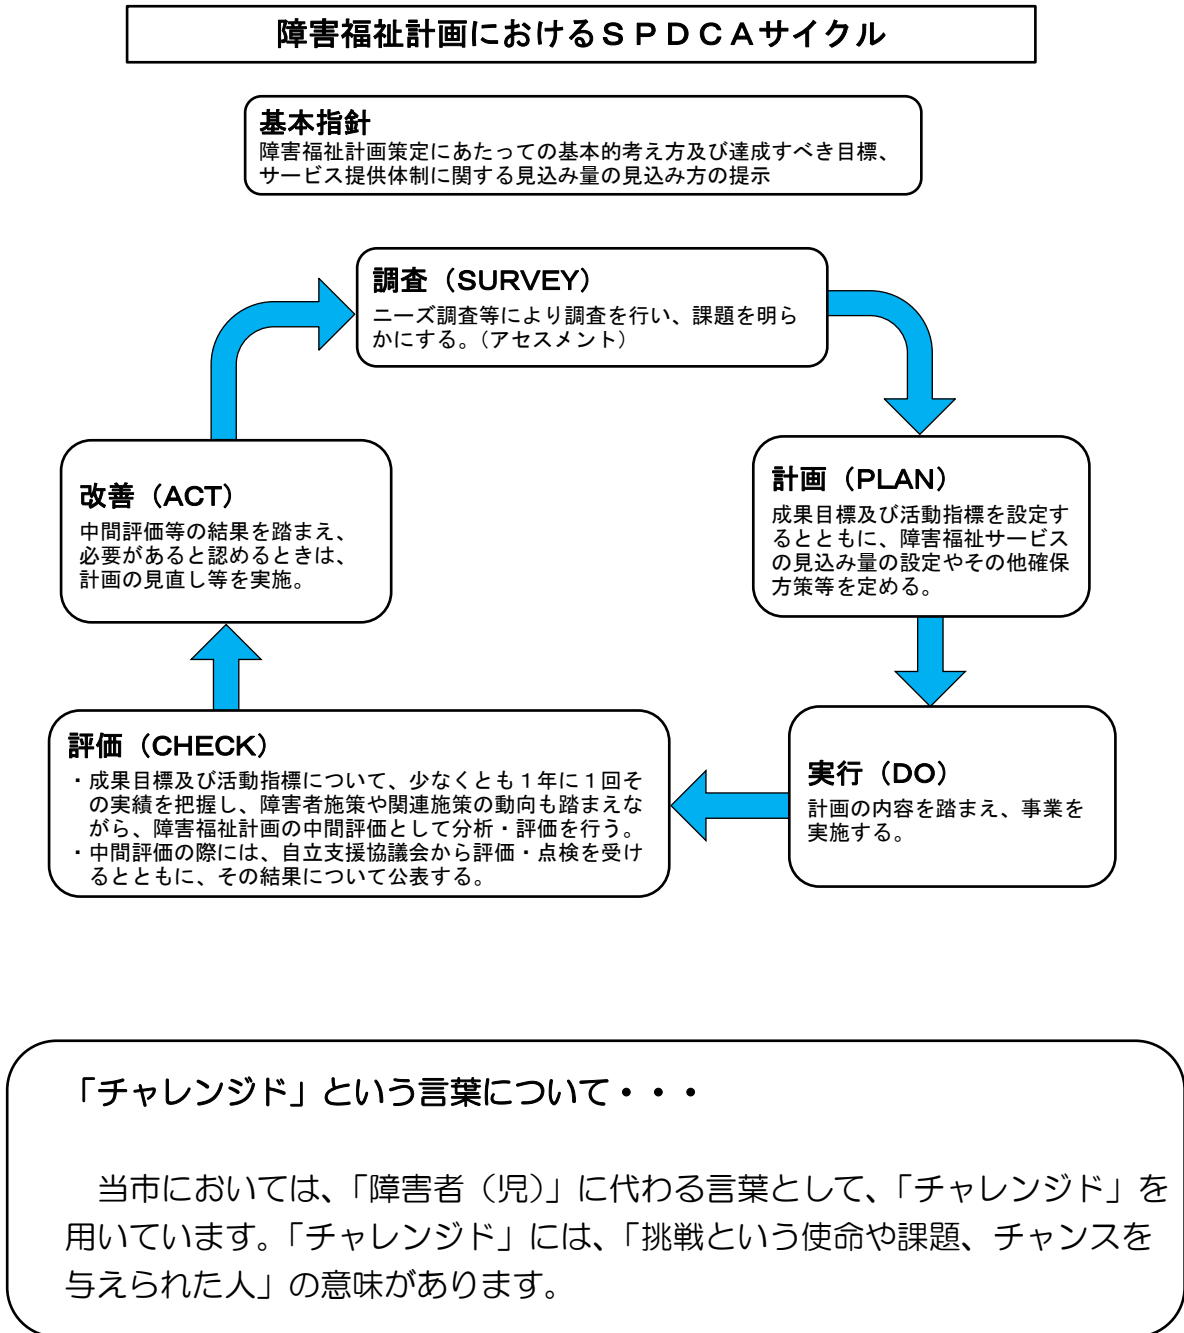 障害福祉計画におけるＳＰＤＣＡサイクル
基本指針
障害福祉計画策定にあたっての基本的考え方及び達成すべき目標、
サービス提供体制に関する見込み量の見込み方の提示
調査（SURVEY）
ニーズ調査等により調査を行い、課題を明ら
かにする。（アセスメント）
計画（PLAN）
成果目標及び活動指標を設定す
るとともに、障害福祉サービス
の見込み量の設定やその他確保
方策等を定める。
実行（DO）
計画の内容を踏まえ、事業を
実施する。
評価（CHECK）
・成果目標及び活動指標について、少なくとも１年に１回そ
の実績を把握し、障害者施策や関連施策の動向も踏まえな
がら、障害福祉計画の中間評価として分析・評価を行う。
・中間評価の際には、自立支援協議会から評価・点検を受け
るとともに、その結果について公表する。
改善（ACT）
中間評価等の結果を踏まえ、
必要があると認めるときは、
計画の見直し等を実施。
「チャレンジド」という言葉について・・・
当市においては、「障害者（児）」に代わる言葉として、「チャレンジド」を
用いています。「チャレンジド」には、「挑戦という使命や課題、チャンスを
与えられた人」の意味があります。